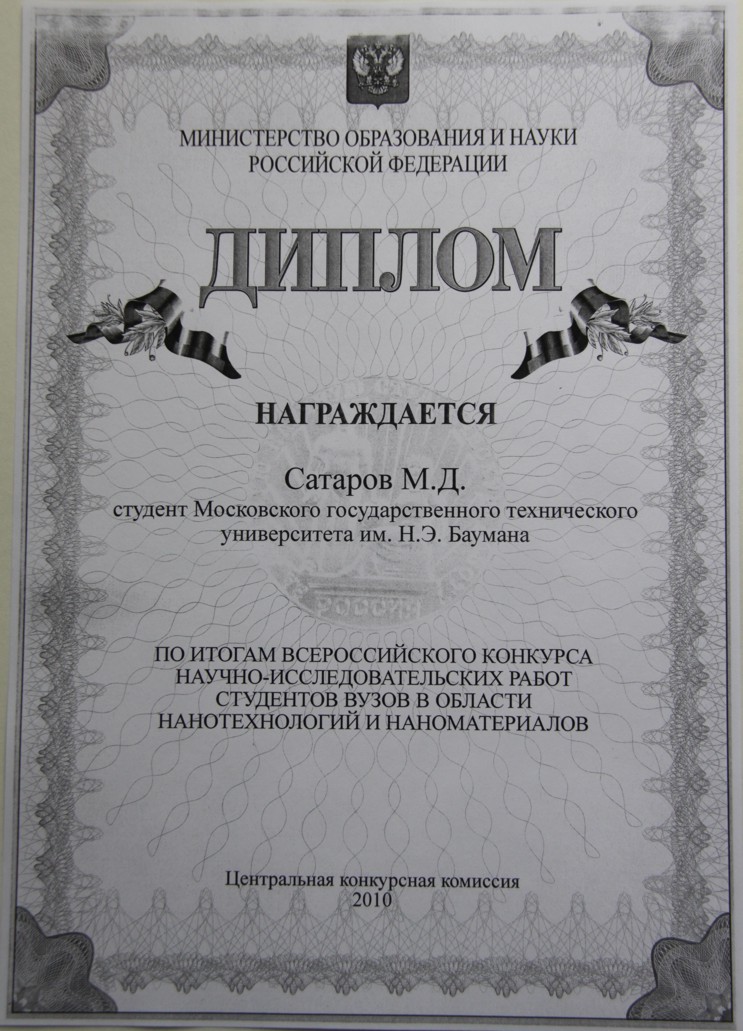 МИНИСТЕРСТВО ОБРАЗОВАНИЯ И НАУКИ
РОССИЙСКОЙ ФЕДЕРАЦИИ
ДИПЛОМ
НАГРАЖДАЕТСЯ
Сатаров М.Д.
студент Московского государственного технического
университета им. Н.Э. Баумана
РОССИЯ
ПО ИТОГАМ ВСЕРОССИЙСКОГО КОНКУРСА
НАУЧНО-ИССЛЕДОВАТЕЛЬСКИХ РАБОТ
СТУДЕНТОВ ВУЗОВ В ОБЛАСТИ
НАНОТЕХНОЛОГИЙ И НАНОМАТЕРИАЛОВ
Центральная конкурсная комиссия
2010